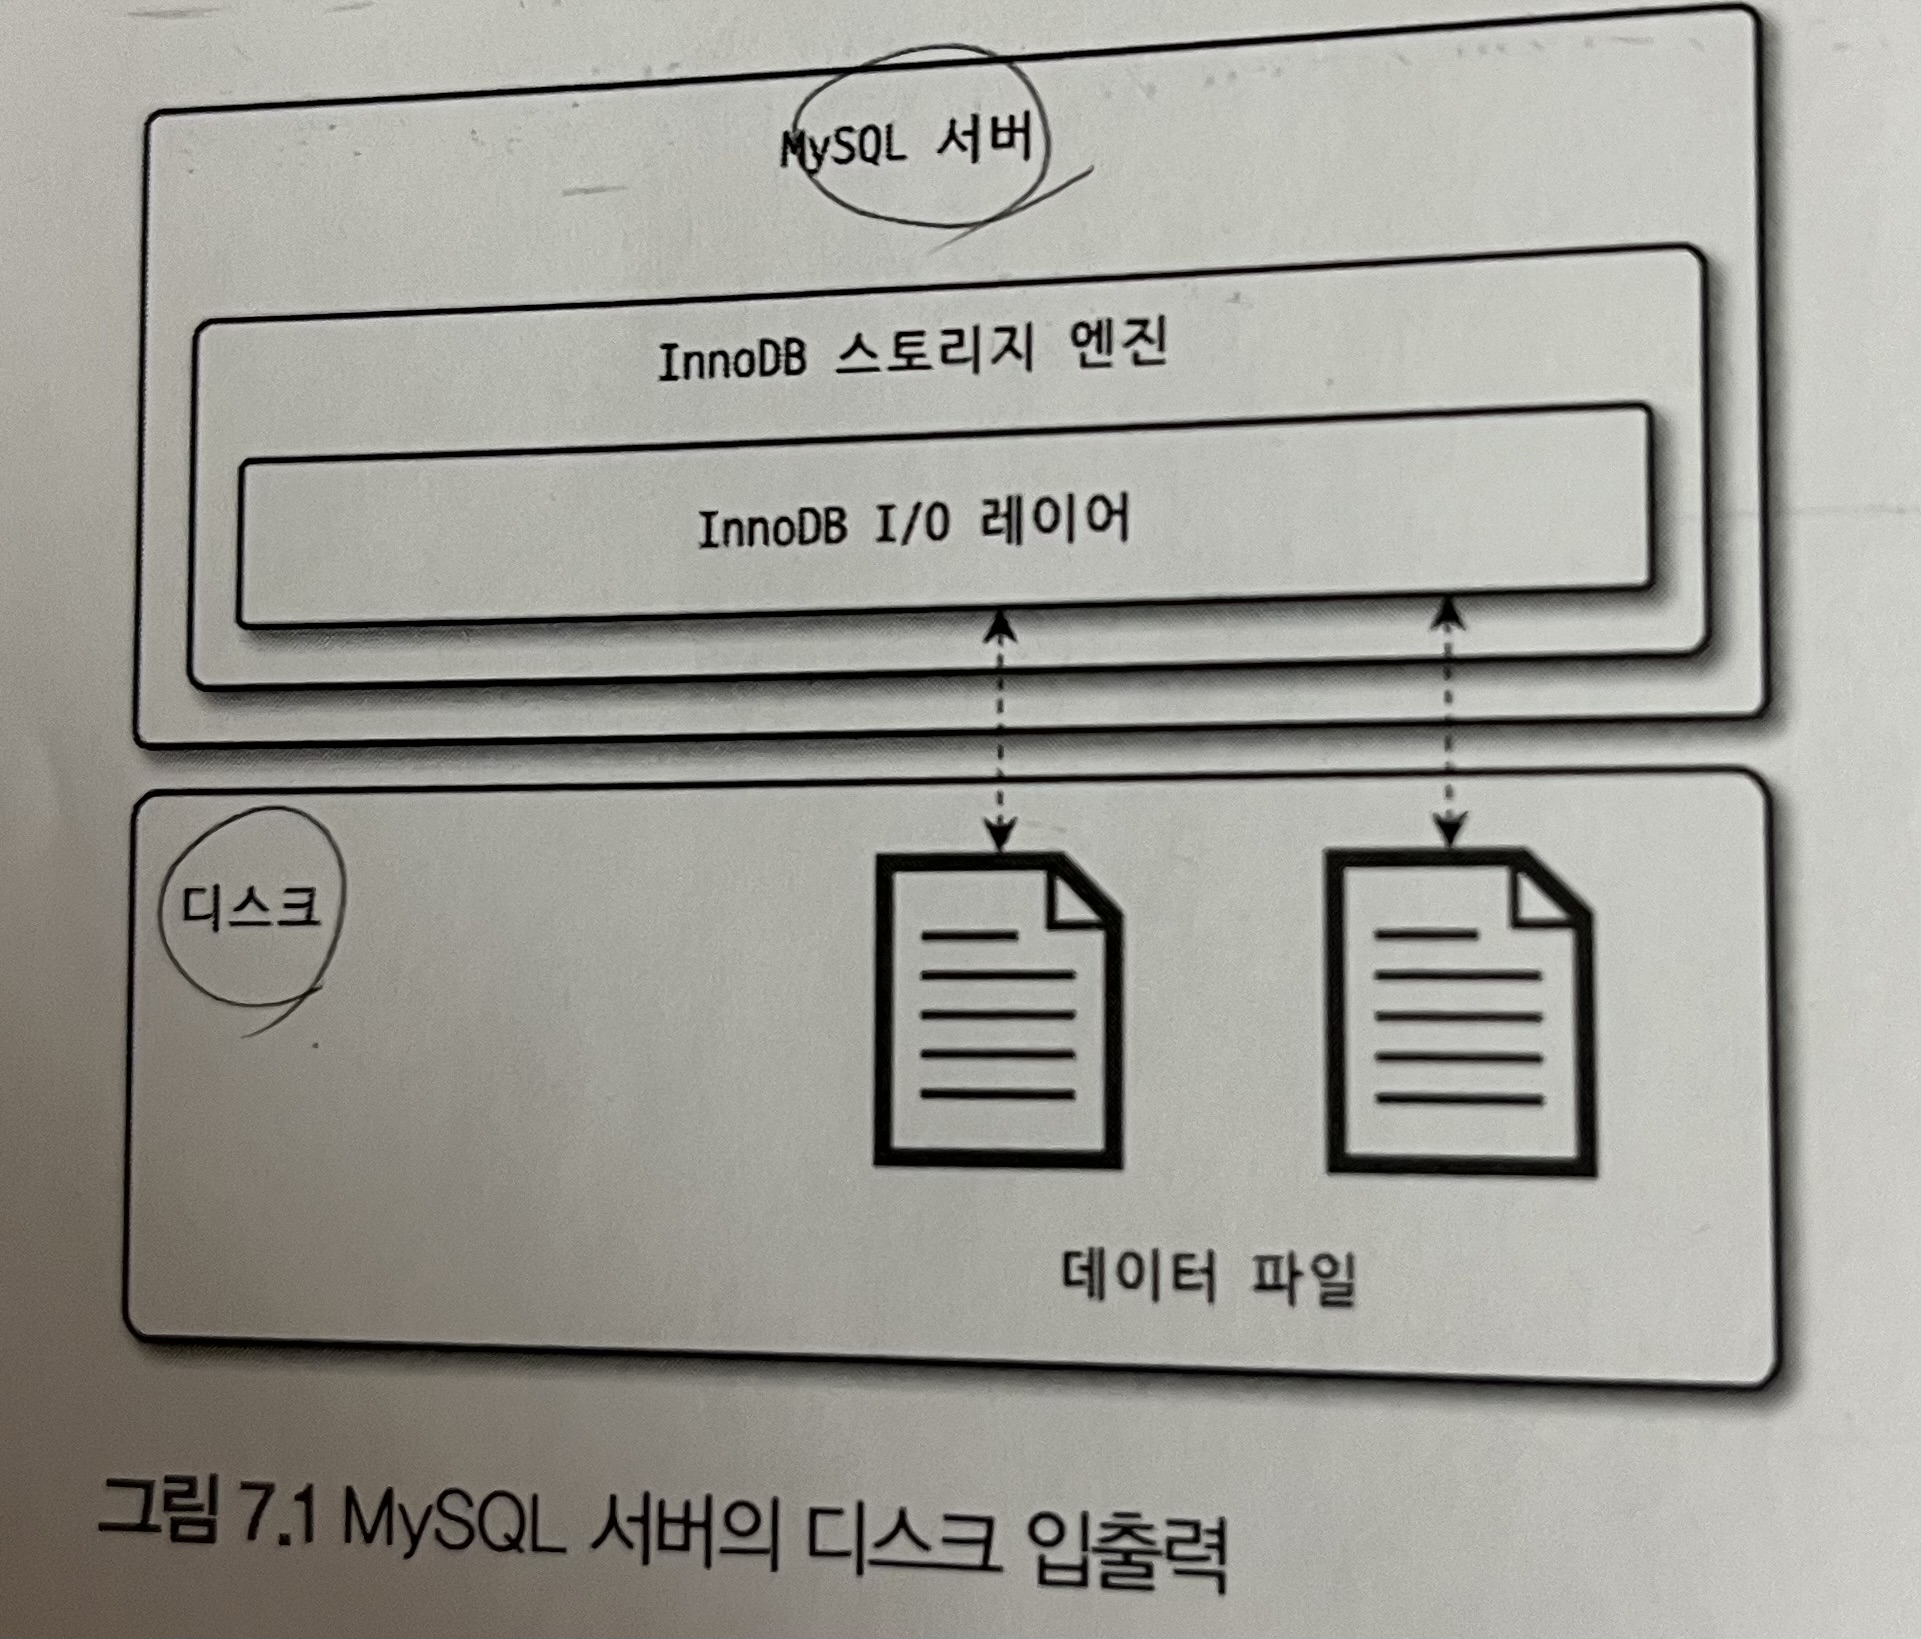 MySQL 서버
InnoDB 스토리지 엔진
InnoDB I/O 레이어
디스크
데이터 파일
그림 7.1 MySQL 서버의 디스크 입출력